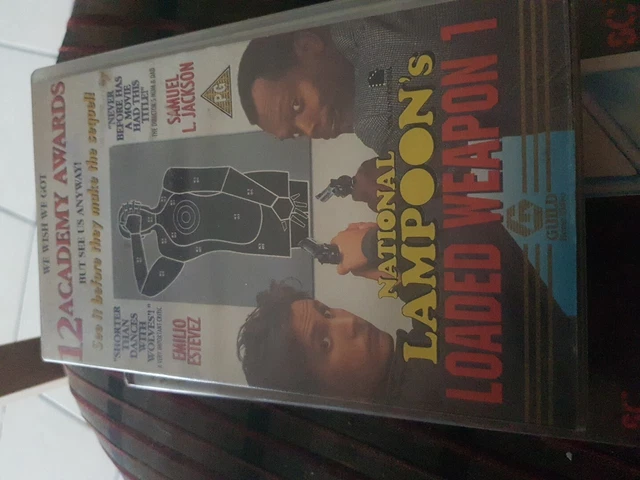 WE WISH WE GOT
12 ACADEMY AWARDS
BUT SEE US ANYWAY!
See it before they make the sequel!
"SHORTER
THAN
DANCES
WITH
WOLVES!"
"NEVER
BEFORE HAS
A MOVIE
HAD THIS
TITLE!"
EMILIO
ESTEVEZ
SAMUEL
L. JACKSON
PG
NATIONAL
LAMPOON'S
LOADED WEAPON 1
G
GUILD